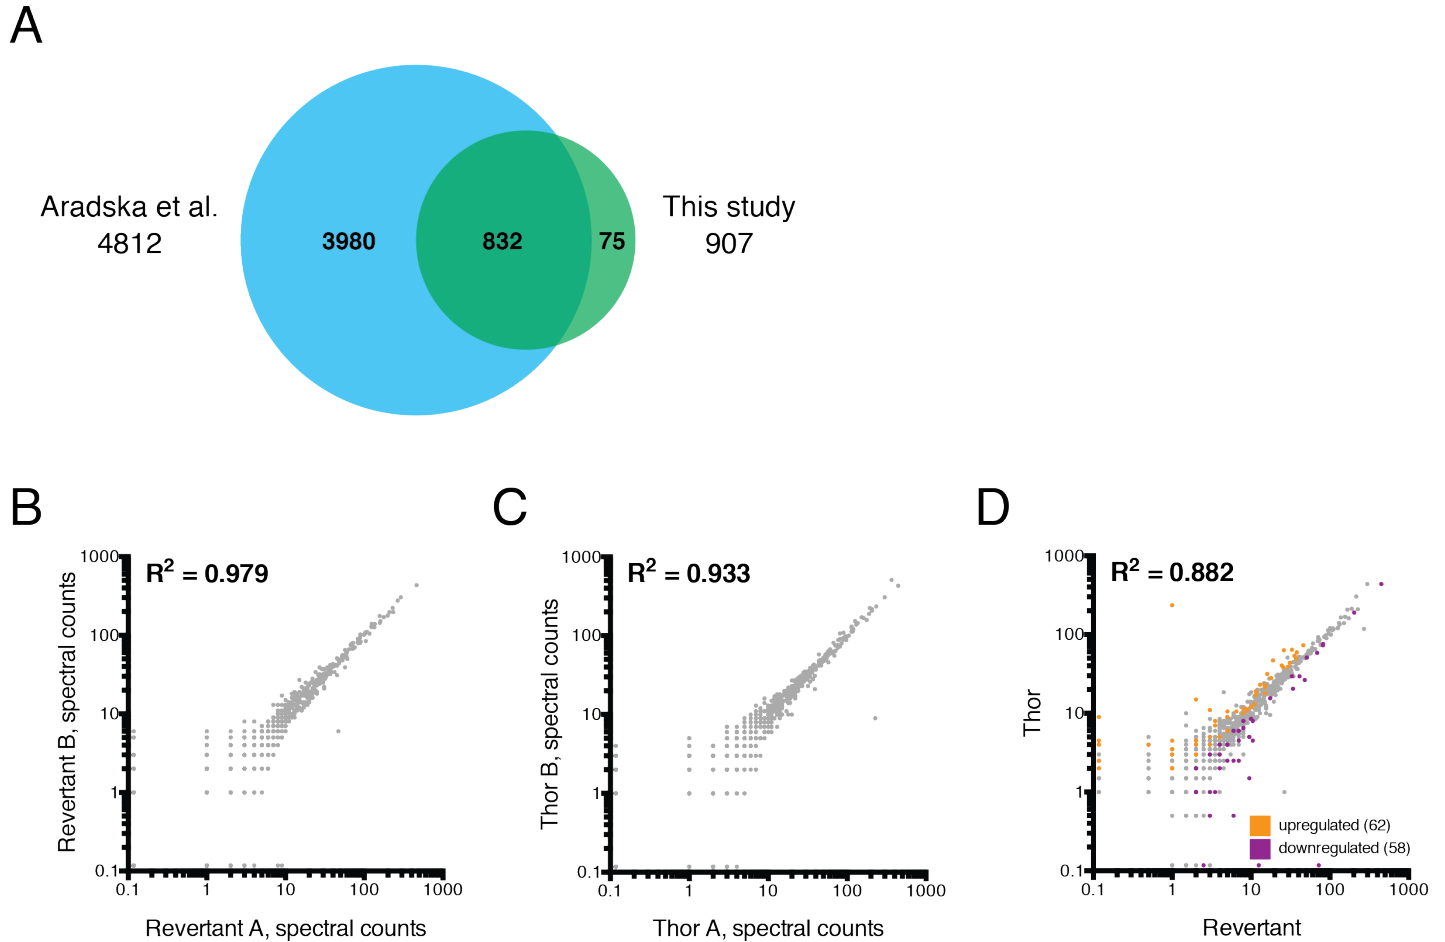 A
Aradska et al.
4812
3980
832
75
This study
907
B
R² = 0.979
Revertant B, spectral counts
1000
100
10
1
0.1
0.1 1 10 100 1000
Revertant A, spectral counts
C
R² = 0.933
Thor B, spectral counts
1000
100
10
1
0.1
0.1 1 10 100 1000
Thor A, spectral counts
D
R² = 0.882
Thor
1000
100
10
1
0.1
upregulated (62)
downregulated (58)
0.1 1 10 100 1000
Revertant